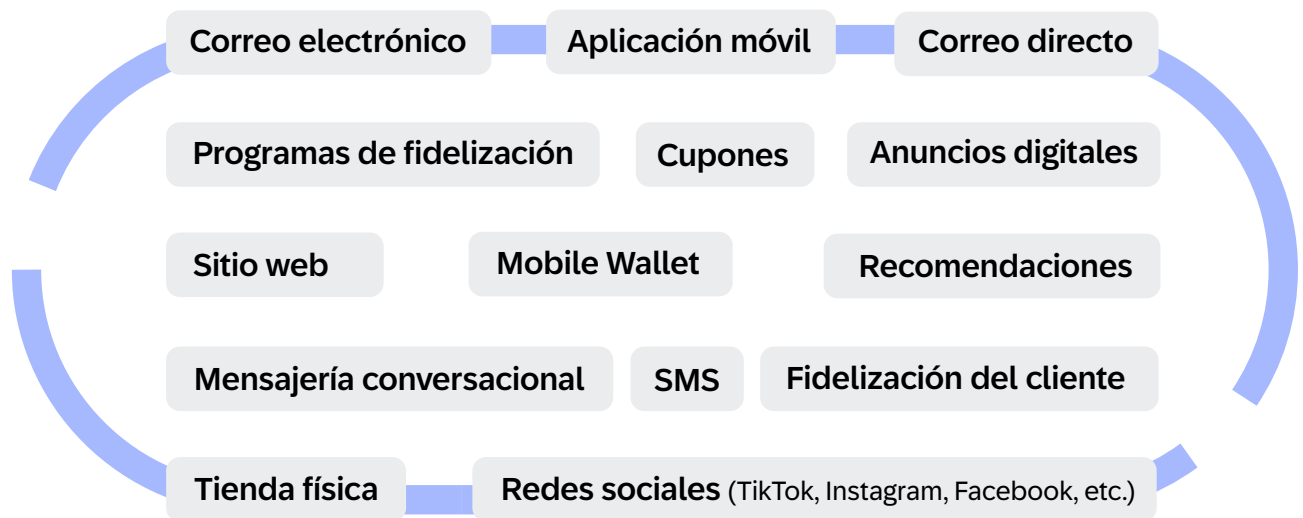 Correo electrónico Aplicación móvil Correo directo
Programas de fidelización Cupones Anuncios digitales
Sitio web Mobile Wallet Recomendaciones
Mensajería conversacional SMS Fidelización del cliente
Tienda física Redes sociales (TikTok, Instagram, Facebook, etc.)